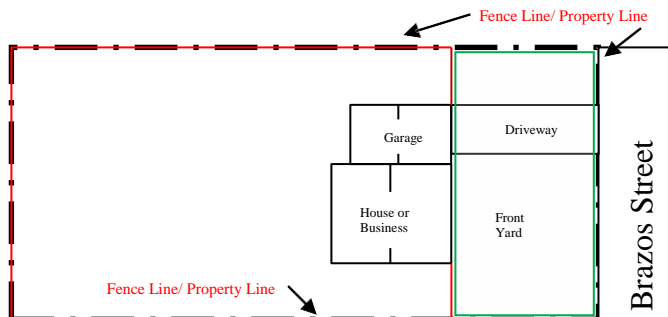 Fence Line/ Property Line
Garage
Driveway
House or
Business
Front
Yard
Brazos Street
Fence Line/ Property Line